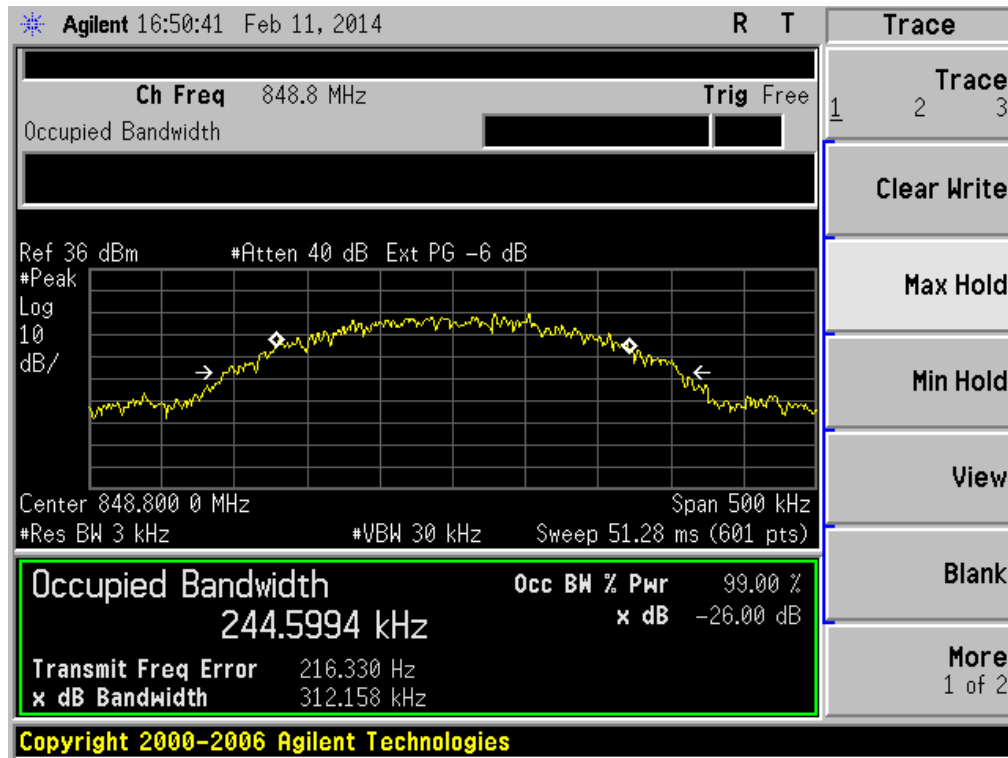 Agilent 16:50:41 Feb 11, 2014 R T
Trace
Ch Freq 848.8 MHz Trig Free
Occupied Bandwidth
Trace
1 2 3
Clear Write
Max Hold
Min Hold
View
Blank
More
1 of 2
Ref 36 dBm #Atten 40 dB Ext PG -6 dB
#Peak
Log
10
dB/
Center 848.800 0 MHz Span 500 kHz
#Res BW 3 kHz #VBW 30 kHz Sweep 51.28 ms (601 pts)
Occupied Bandwidth
244.5994 kHz
Occ BW % Pwr 99.00 %
x dB -26.00 dB
Transmit Freq Error 216.330 Hz
x dB Bandwidth 312.158 kHz
Copyright 2000-2006 Agilent Technologies